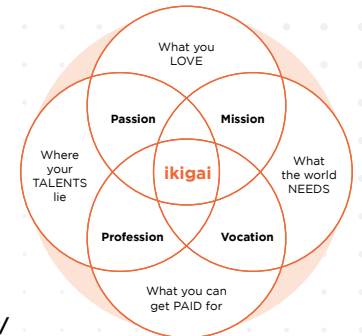 What you
LOVE
Passion
Mission
Where
your
TALENTS
lie
ikigai
What
the world
NEEDS
Profession
Vocation
What you can
get PAID for